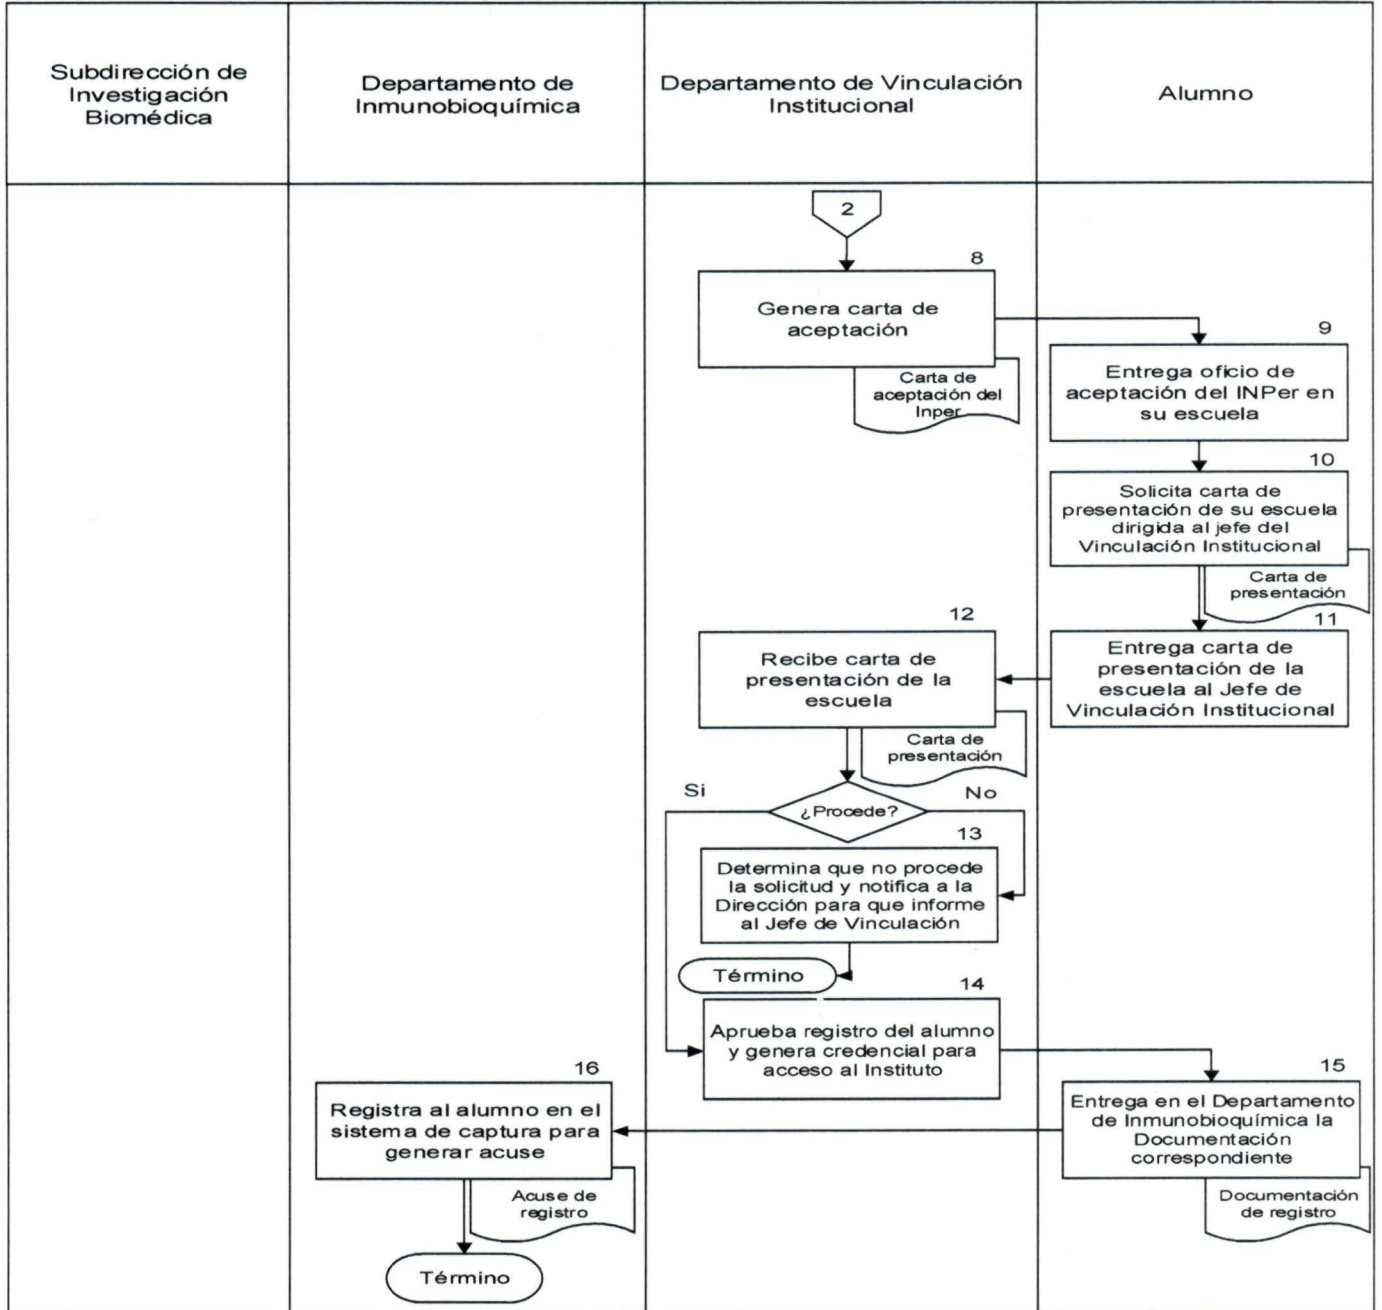 Subdirección de
Investigación
Biomédica
Departamento de
Inmunobioquímica
Departamento de Vinculación
Institucional
Alumno
2
8
Genera carta de
aceptación
Carta de
aceptación del
Inper
9
Entrega oficio de
aceptación del INPer en
su escuela
10
Solicita carta de
presentación de su escuela
dirigida al jefe del
Vinculación Institucional
Carta de
presentación
11
Entrega carta de
presentación de la
escuela al Jefe de
Vinculación Institucional
12
Recibe carta de
presentación de la
escuela
Carta de
presentación
Si
¿Procede?
No
13
Determina que no procede
la solicitud y notifica a la
Dirección para que informe
al Jefe de Vinculación
Término
14
Aprueba registro del alumno
y genera credencial para
acceso al Instituto
15
Entrega en el Departamento
de Inmunobioquímica la
Documentación
correspondiente
Documentación
de registro
16
Registra al alumno en el
sistema de captura para
generar acuse
Acuse de
registro
Término